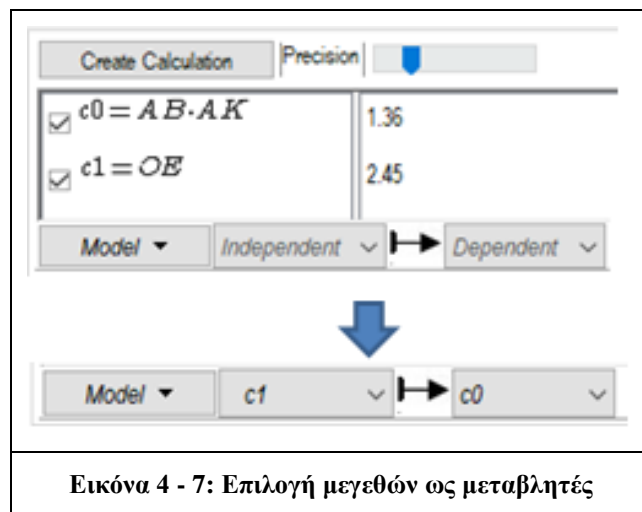 Create Calculation Precision
c0 = AB·AK 1.36
c1 = OE 2.45
Model Independent Dependent
Model c1 c0
Εικόνα 4 - 7: Επιλογή μεγεθών ως μεταβλητές